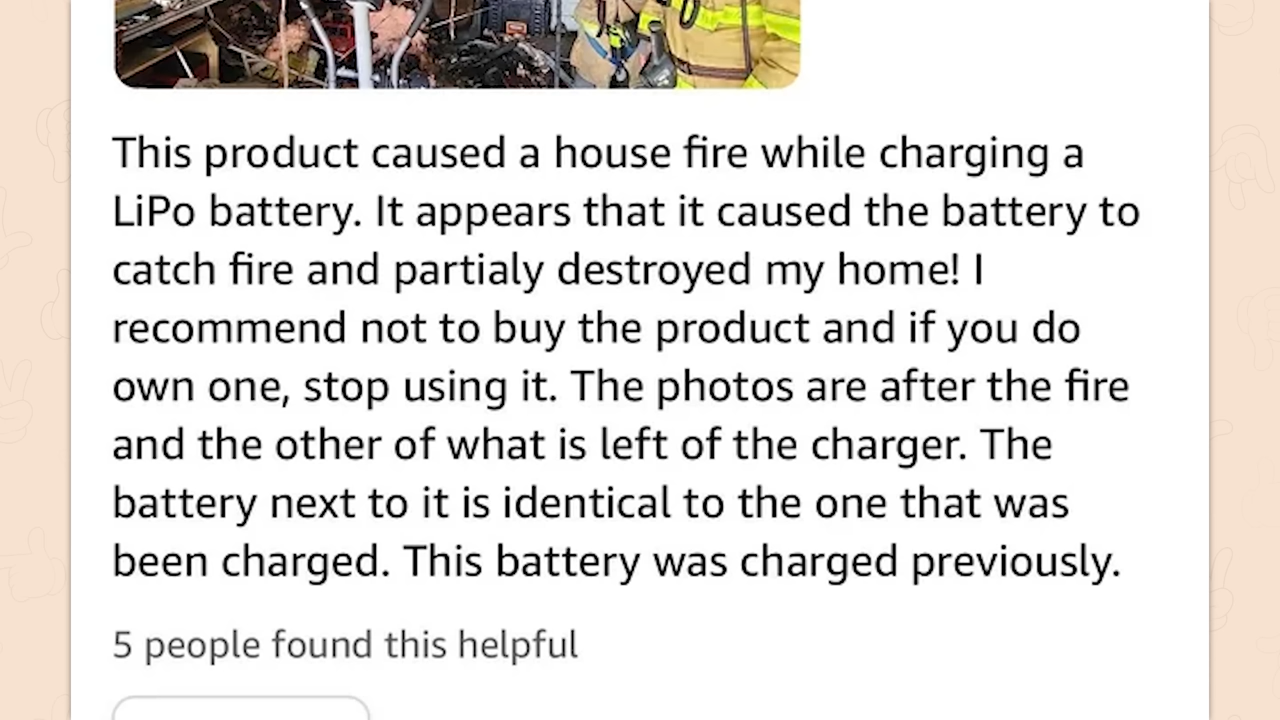 This product caused a house fire while charging a
LiPo battery. It appears that it caused the battery to
catch fire and partialy destroyed my home! I
recommend not to buy the product and if you do
own one, stop using it. The photos are after the fire
and the other of what is left of the charger. The
battery next to it is identical to the one that was
been charged. This battery was charged previously.
5 people found this helpful